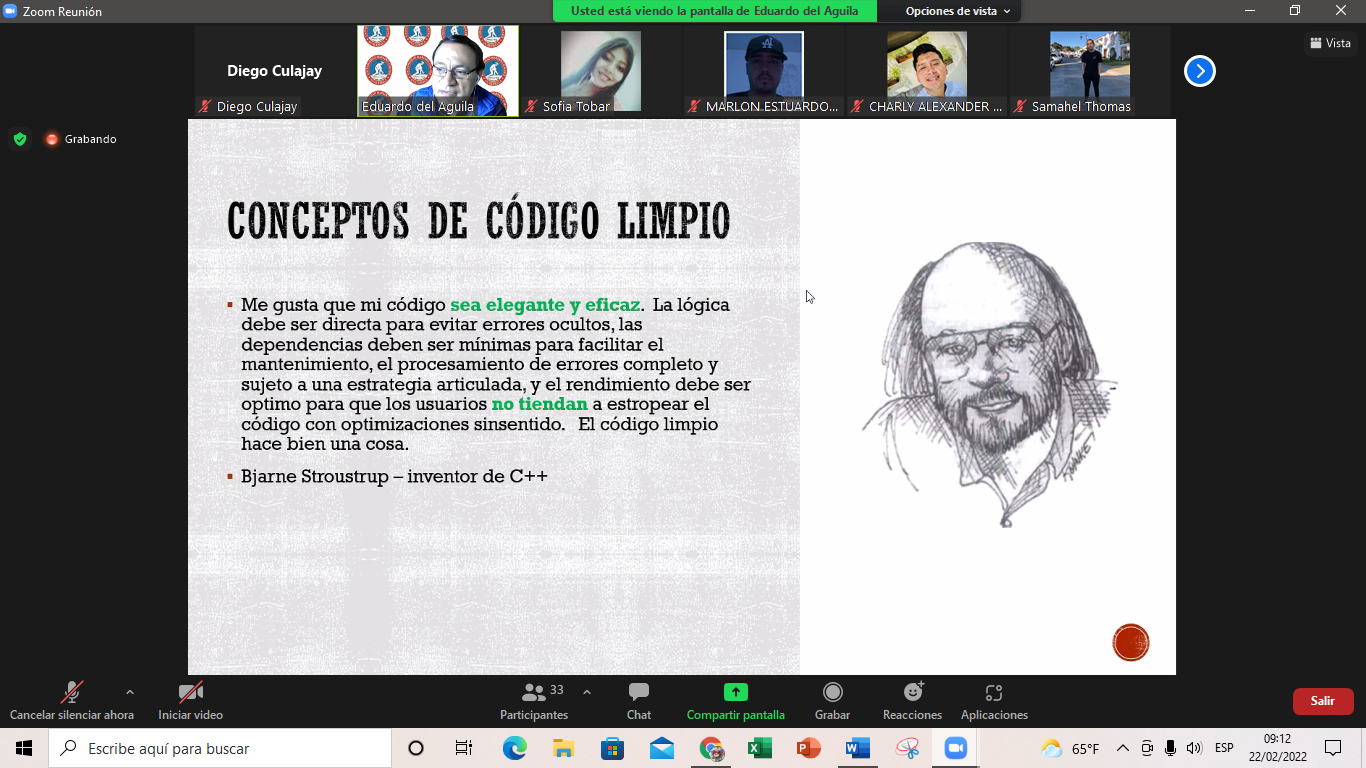 Zoom Reunión
Usted está viendo la pantalla de Eduardo del Aguila
Opciones de vista
Diego Culajay
Diego Culajay
Eduardo del Aguila
Sofia Tobar
MARLON ESTUARDO...
CHARLY ALEXANDER ...
Samahel Thomas
Vista
Grabando
CONCEPTOS DE CÓDIGO LIMPIO
Me gusta que mi código sea elegante y eficaz. La lógica
debe ser directa para evitar errores ocultos, las
dependencias deben ser mínimas para facilitar el
mantenimiento, el procesamiento de errores completo y
sujeto a una estrategia articulada, y el rendimiento debe ser
optimo para que los usuarios no tiendan a estropear el
código con optimizaciones sinsentido. El código limpio
hace bien una cosa.
Bjarne Stroustrup – inventor de C++
Cancelar silenciar ahora
Iniciar video
33
Participantes
Chat
Compartir pantalla
Grabar
Reacciones
Aplicaciones
Salir
Escribe aquí para buscar
65°F
ESP
09:12
22/02/2022